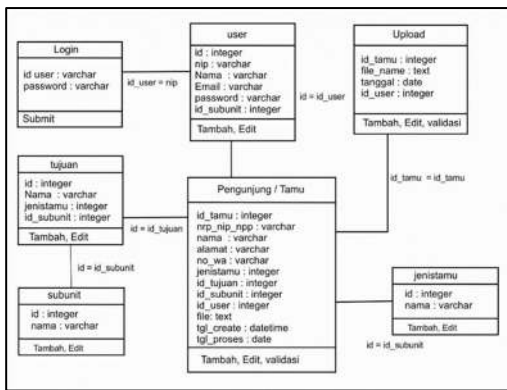 Login
id user : varchar
password : varchar
Submit
id_user = nip
user
id : integer
nip : varchar
Nama : varchar
Email : varchar
password : varchar
id_subunit : integer
Tambah, Edit
id = id_user
Upload
id_tamu : integer
file_name : text
tanggal : date
id_user : integer
Tambah, Edit, validasi
id_tamu = id_tamu
tujuan
id : integer
Nama : varchar
jenistamu : integer
id_subunit : integer
Tambah, Edit
id = id_tujuan
id = id_subunit
subunit
id : integer
nama : varchar
Tambah, Edit
Pengunjung / Tamu
id_tamu : integer
nrp_nip_npp : varchar
nama : varchar
alamat : varchar
no_wa : varchar
jenistamu : integer
id_tujuan : integer
id_subunit : integer
id_user : integer
file: text
tgl_create : datetime
tgl_proses : date
Tambah, Edit, validasi
jenistamu
id : integer
nama : varchar
Tambah, Edit
id = id_subunit